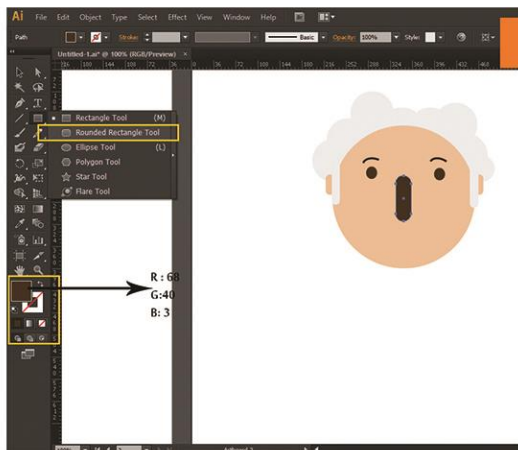 Ai File Edit Object Type Select Effect View Window Help
Path Stroke: Basic Opacity: 100% Style:
Untitled-1.ai* @ 100% (RGB/Preview) ×
Rectangle Tool (M)
Rounded Rectangle Tool
Ellipse Tool (L)
Polygon Tool
Star Tool
Flare Tool
R : 68
G:40
B: 3